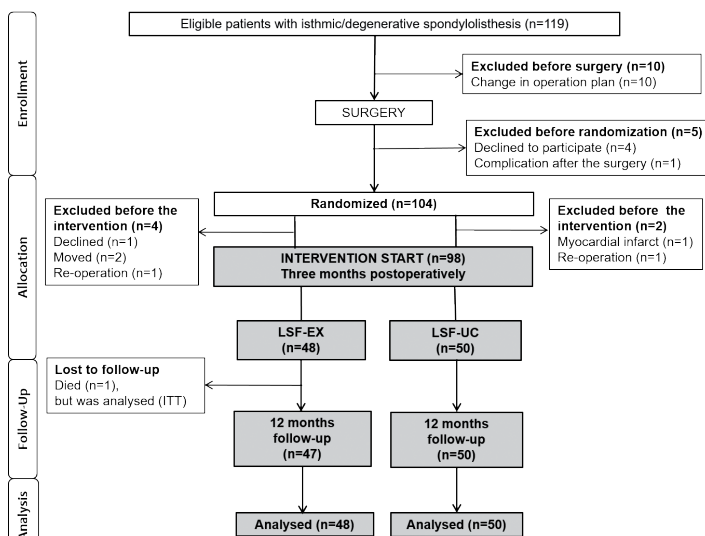 Enrollment
Eligible patients with isthmic/degenerative spondylolisthesis (n=119)
Excluded before surgery (n=10)
Change in operation plan (n=10)
SURGERY
Excluded before randomization (n=5)
Declined to participate (n=4)
Complication after the surgery (n=1)
Allocation
Randomized (n=104)
Excluded before the
intervention (n=4)
Declined (n=1)
Moved (n=2)
Re-operation (n=1)
Excluded before the
intervention (n=2)
Myocardial infarct (n=1)
Re-operation (n=1)
INTERVENTION START (n=98)
Three months postoperatively
LSF-EX
(n=48)
LSF-UC
(n=50)
Follow-Up
Lost to follow-up
Died (n=1),
but was analysed (ITT)
12 months
follow-up
(n=47)
12 months
follow-up
(n=50)
Analysis
Analysed (n=48)
Analysed (n=50)